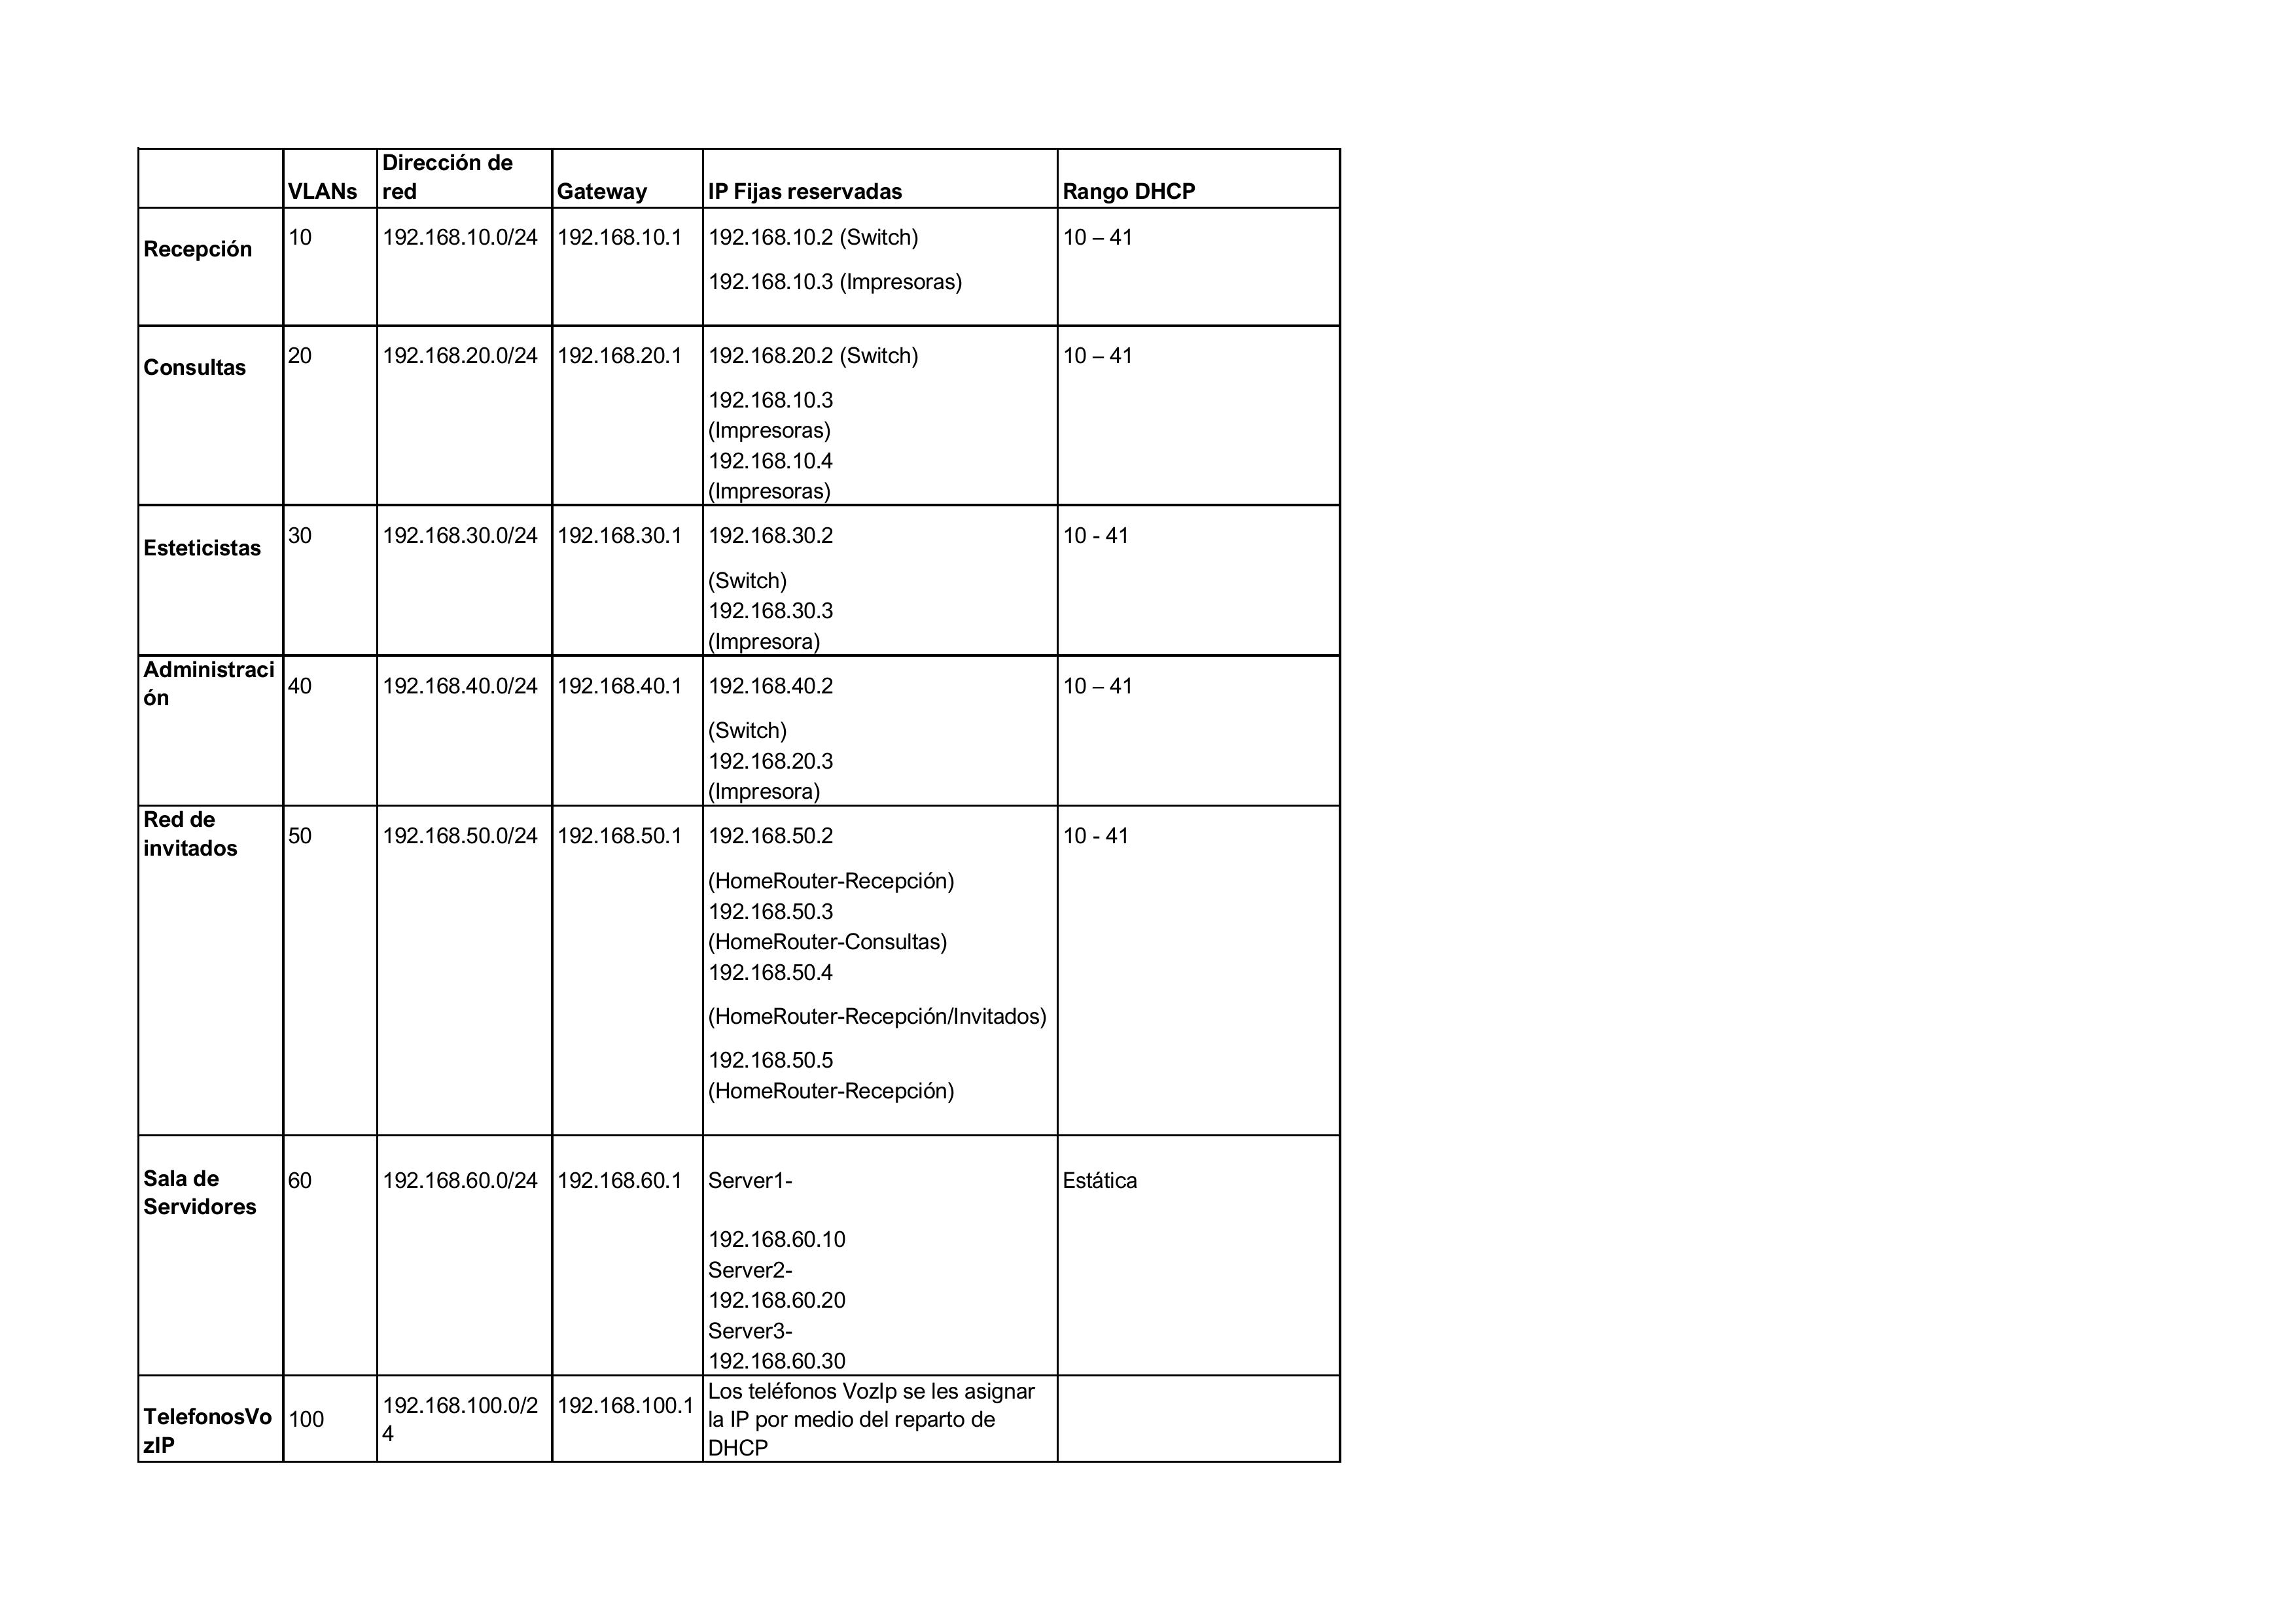 VLANs
Dirección de
red
Gateway
IP Fijas reservadas
Rango DHCP
Recepción
10
192.168.10.0/24
192.168.10.1
192.168.10.2 (Switch)
192.168.10.3 (Impresoras)
10 – 41
Consultas
20
192.168.20.0/24
192.168.20.1
192.168.20.2 (Switch)
192.168.10.3
(Impresoras)
192.168.10.4
(Impresoras)
10 – 41
Esteticistas
30
192.168.30.0/24
192.168.30.1
192.168.30.2
(Switch)
192.168.30.3
(Impresora)
10 - 41
Administraci
ón
40
192.168.40.0/24
192.168.40.1
192.168.40.2
(Switch)
192.168.20.3
(Impresora)
10 – 41
Red de
invitados
50
192.168.50.0/24
192.168.50.1
192.168.50.2
(HomeRouter-Recepción)
192.168.50.3
(HomeRouter-Consultas)
192.168.50.4
(HomeRouter-Recepción/Invitados)
192.168.50.5
(HomeRouter-Recepción)
10 - 41
Sala de
Servidores
60
192.168.60.0/24
192.168.60.1
Server1-
192.168.60.10
Server2-
192.168.60.20
Server3-
192.168.60.30
Estática
TelefonosVo
zIP
100
192.168.100.0/2
4
192.168.100.1
Los teléfonos VozIp se les asignar
la IP por medio del reparto de
DHCP